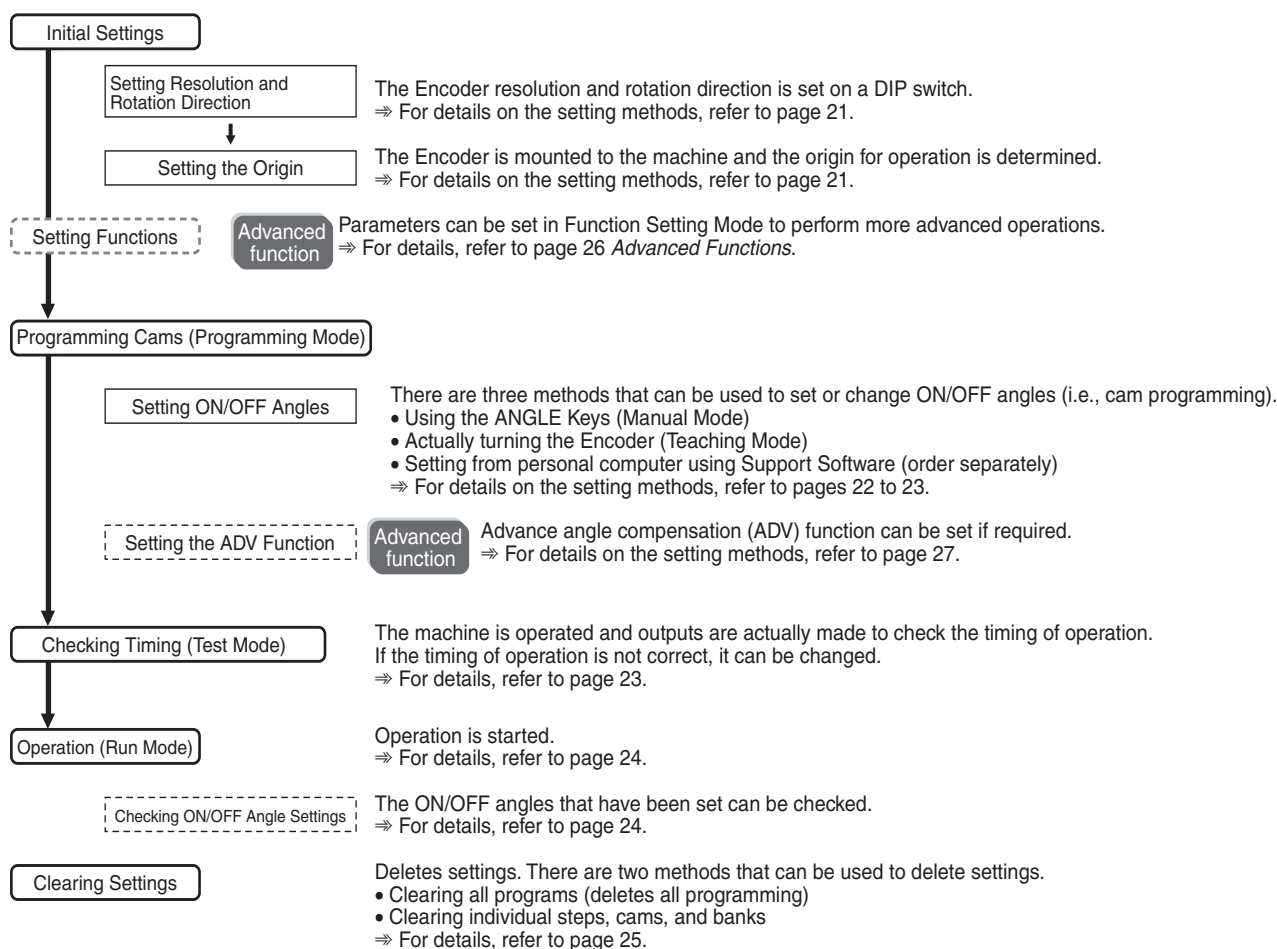 Initial Settings
Setting Resolution and
Rotation Direction
The Encoder resolution and rotation direction is set on a DIP switch.
⇒ For details on the setting methods, refer to page 21.
Setting the Origin
The Encoder is mounted to the machine and the origin for operation is determined.
⇒ For details on the setting methods, refer to page 21.
Setting Functions
Advanced
function
Parameters can be set in Function Setting Mode to perform more advanced operations.
⇒ For details, refer to page 26 Advanced Functions.
Programming Cams (Programming Mode)
Setting ON/OFF Angles
There are three methods that can be used to set or change ON/OFF angles (i.e., cam programming).
• Using the ANGLE Keys (Manual Mode)
• Actually turning the Encoder (Teaching Mode)
• Setting from personal computer using Support Software (order separately)
⇒ For details on the setting methods, refer to pages 22 to 23.
Setting the ADV Function
Advanced
function
Advance angle compensation (ADV) function can be set if required.
⇒ For details on the setting methods, refer to page 27.
Checking Timing (Test Mode)
The machine is operated and outputs are actually made to check the timing of operation.
If the timing of operation is not correct, it can be changed.
⇒ For details, refer to page 23.
Operation (Run Mode)
Operation is started.
⇒ For details, refer to page 24.
Checking ON/OFF Angle Settings
The ON/OFF angles that have been set can be checked.
⇒ For details, refer to page 24.
Clearing Settings
Deletes settings. There are two methods that can be used to delete settings.
• Clearing all programs (deletes all programming)
• Clearing individual steps, cams, and banks
⇒ For details, refer to page 25.